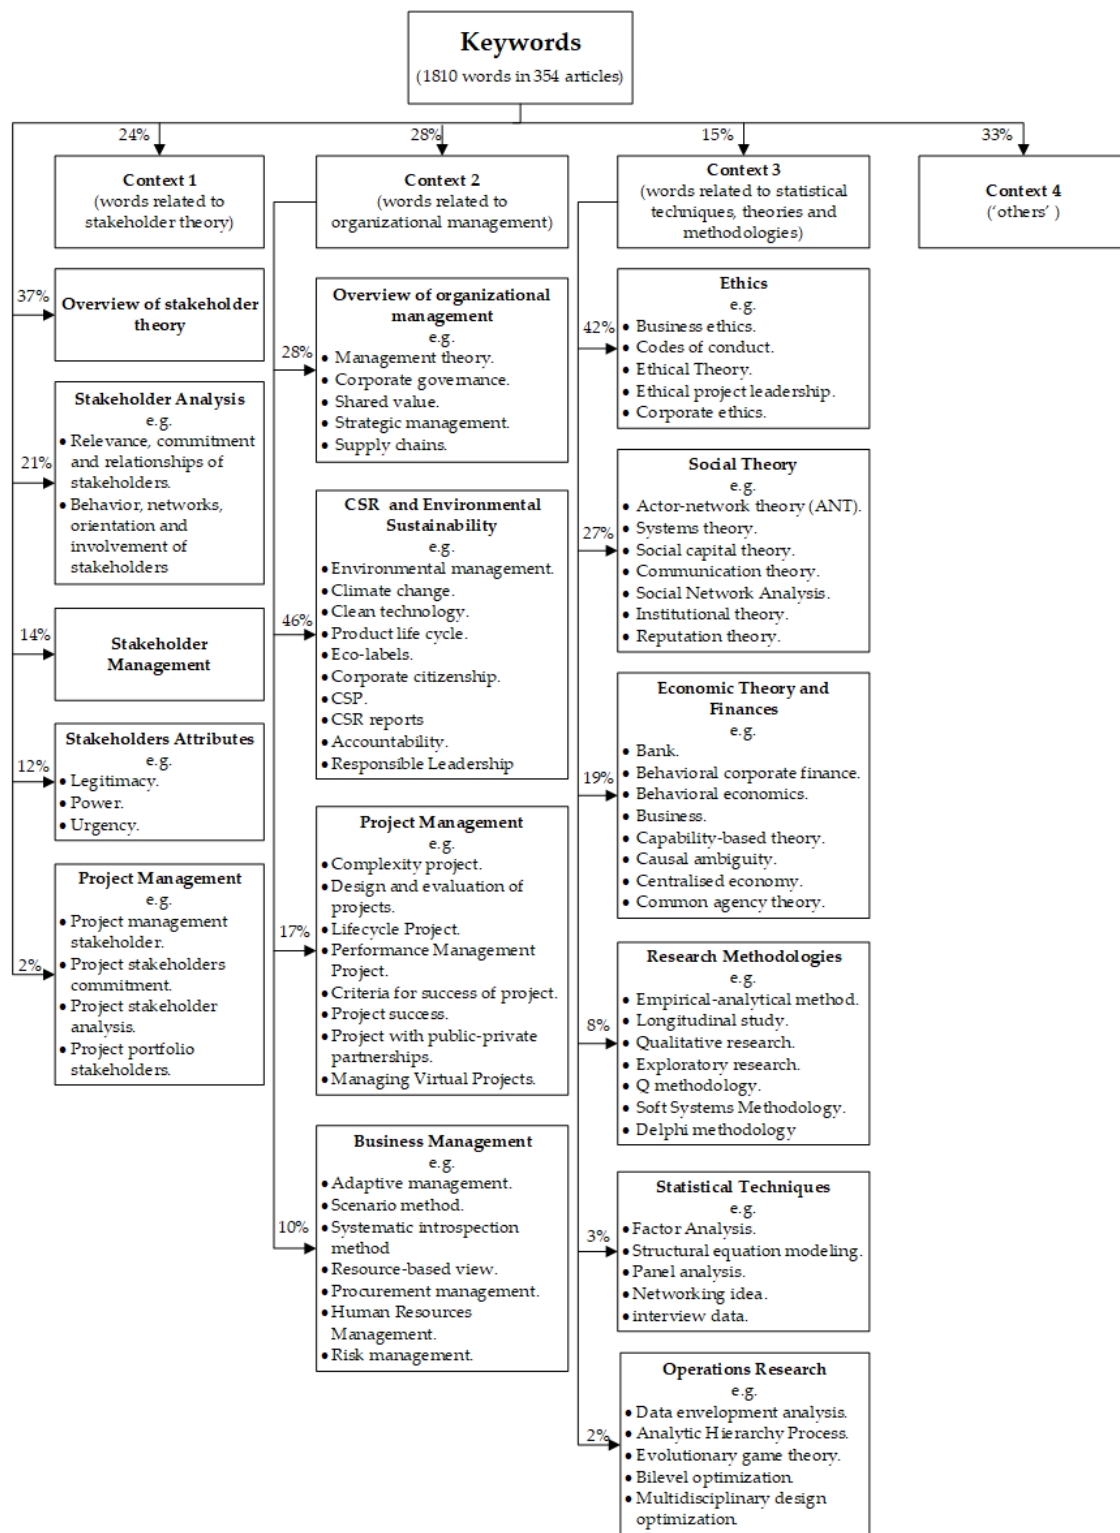 Keywords
(1810 words in 354 articles)
24%
28%
15%
33%
Context 1
(words related to
stakeholder theory)
Context 2
(words related to
organizational management)
Context 3
(words related to statistical
techniques, theories and
methodologies)
Context 4
(‘others’ )
37%
Overview of stakeholder
theory
21%
Stakeholder Analysis
e.g.
• Relevance, commitment
and relationships of
stakeholders.
• Behavior, networks,
orientation and
involvement of
stakeholders
14%
Stakeholder
Management
12%
Stakeholders Attributes
e.g.
• Legitimacy.
• Power.
• Urgency.
2%
Project Management
e.g.
• Project management
stakeholder.
• Project stakeholders
commitment.
• Project stakeholder
analysis.
• Project portfolio
stakeholders.
28%
Overview of organizational
management
e.g.
• Management theory.
• Corporate governance.
• Shared value.
• Strategic management.
• Supply chains.
46%
CSR and Environmental
Sustainability
e.g.
• Environmental management.
• Climate change.
• Clean technology.
• Product life cycle.
• Eco-labels.
• Corporate citizenship.
• CSP.
• CSR reports
• Accountability.
• Responsible Leadership
17%
Project Management
e.g.
• Complexity project.
• Design and evaluation of
projects.
• Lifecycle Project.
• Performance Management
Project.
• Criteria for success of project.
• Project success.
• Project with public-private
partnerships.
• Managing Virtual Projects.
10%
Business Management
e.g.
• Adaptive management.
• Scenario method.
• Systematic introspection
method
• Resource-based view.
• Procurement management.
• Human Resources
Management.
• Risk management.
42%
Ethics
e.g.
• Business ethics.
• Codes of conduct.
• Ethical Theory.
• Ethical project leadership.
• Corporate ethics.
27%
Social Theory
e.g.
• Actor-network theory (ANT).
• Systems theory.
• Social capital theory.
• Communication theory.
• Social Network Analysis.
• Institutional theory.
• Reputation theory.
19%
Economic Theory and
Finances
e.g.
• Bank.
• Behavioral corporate finance.
• Behavioral economics.
• Business.
• Capability-based theory.
• Causal ambiguity.
• Centralised economy.
• Common agency theory.
8%
Research Methodologies
e.g.
• Empirical-analytical method.
• Longitudinal study.
• Qualitative research.
• Exploratory research.
• Q methodology.
• Soft Systems Methodology.
• Delphi methodology
3%
Statistical Techniques
e.g.
• Factor Analysis.
• Structural equation modeling.
• Panel analysis.
• Networking idea.
• interview data.
2%
Operations Research
e.g.
• Data envelopment analysis.
• Analytic Hierarchy Process.
• Evolutionary game theory.
• Bilevel optimization.
• Multidisciplinary design
optimization.